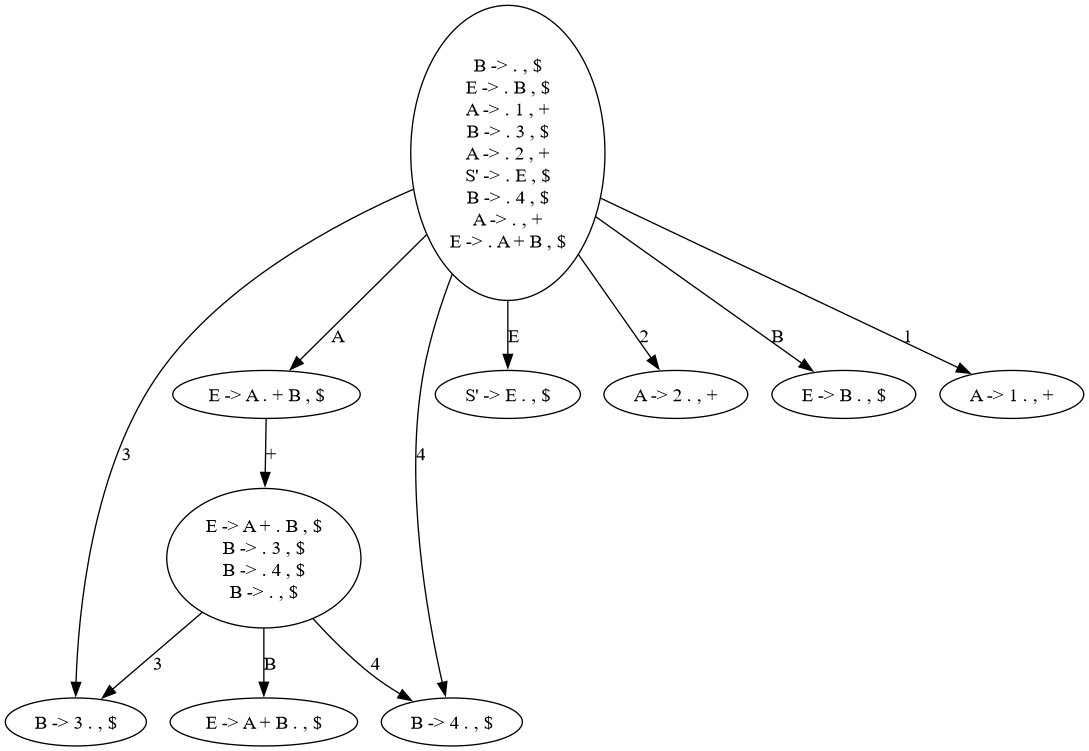 B -> . , $
E -> . B , $
A -> . 1 , +
B -> . 3 , $
A -> . 2 , +
S' -> . E , $
B -> . 4 , $
A -> . , +
E -> . A + B , $
A
E
2
B
1
E -> A . + B , $
S' -> E . , $
A -> 2 . , +
E -> B . , $
A -> 1 . , +
3
+
4
E -> A + . B , $
B -> . 3 , $
B -> . 4 , $
B -> . , $
3
B
4
B -> 3 . , $
E -> A + B . , $
B -> 4 . , $